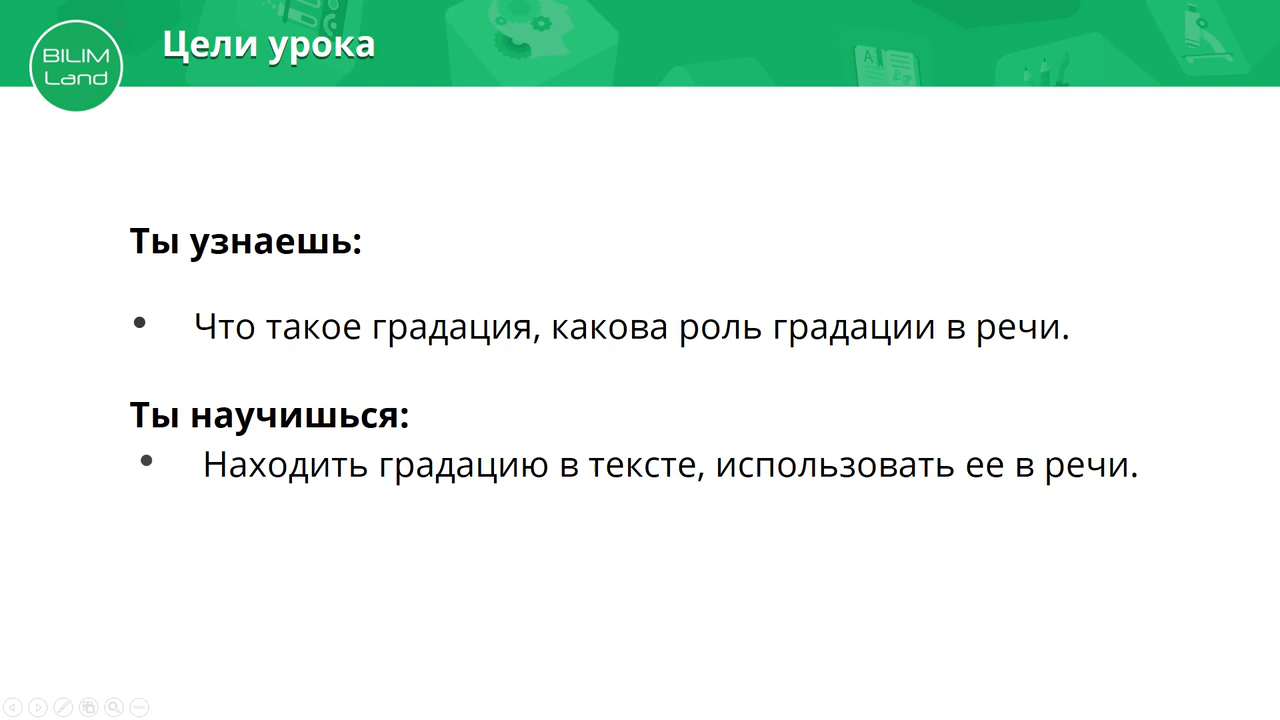 BILIM
Land
Цели урока
Ты узнаешь:
• Что такое градация, какова роль градации в речи.
Ты научишься:
• Находить градацию в тексте, использовать ее в речи.